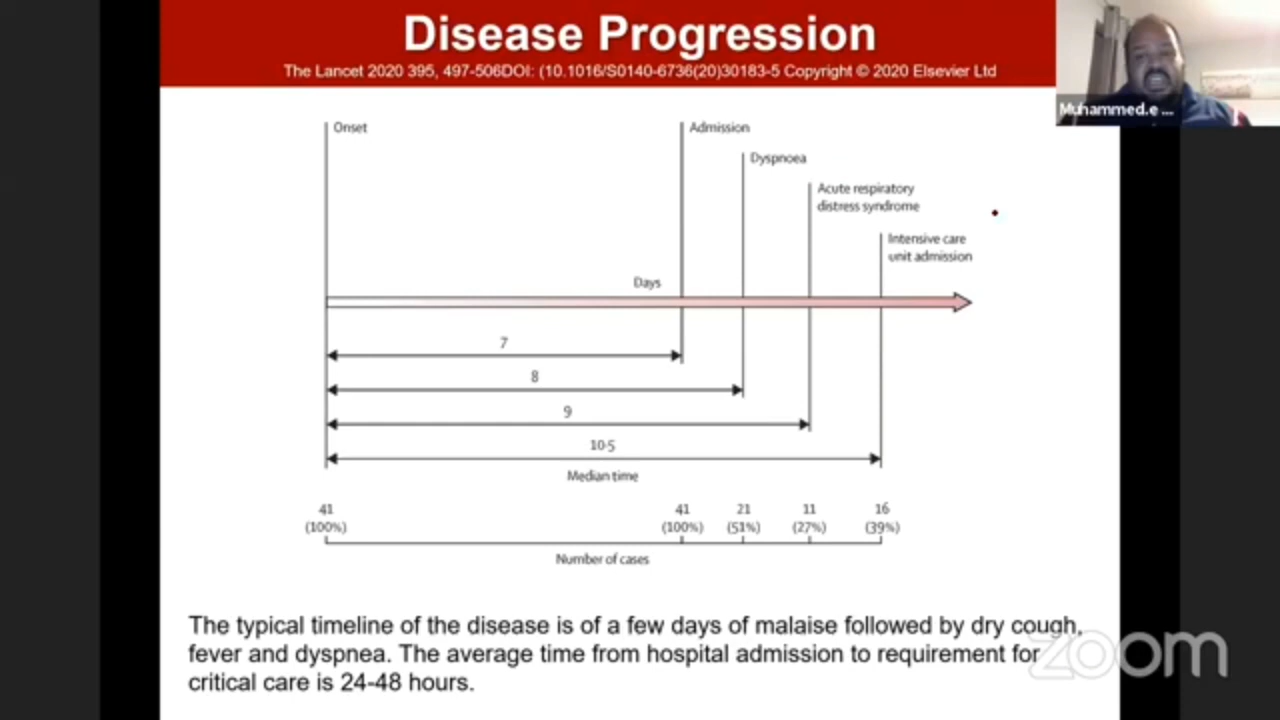 Disease Progression
The Lancet 2020 395, 497-506DOI: (10.1016/S0140-6736(20)30183-5 Copyright © 2020 Elsevier Ltd
Muhammed.e ...
Onset
Admission
Dyspnoea
Acute respiratory
distress syndrome
Intensive care
unit admission
Days
7
8
9
10·5
Median time
41 41 21 11 16
(100%) (100%) (51%) (27%) (39%)
Number of cases
The typical timeline of the disease is of a few days of malaise followed by dry cough,
fever and dyspnea. The average time from hospital admission to requirement for
critical care is 24-48 hours.
zoom